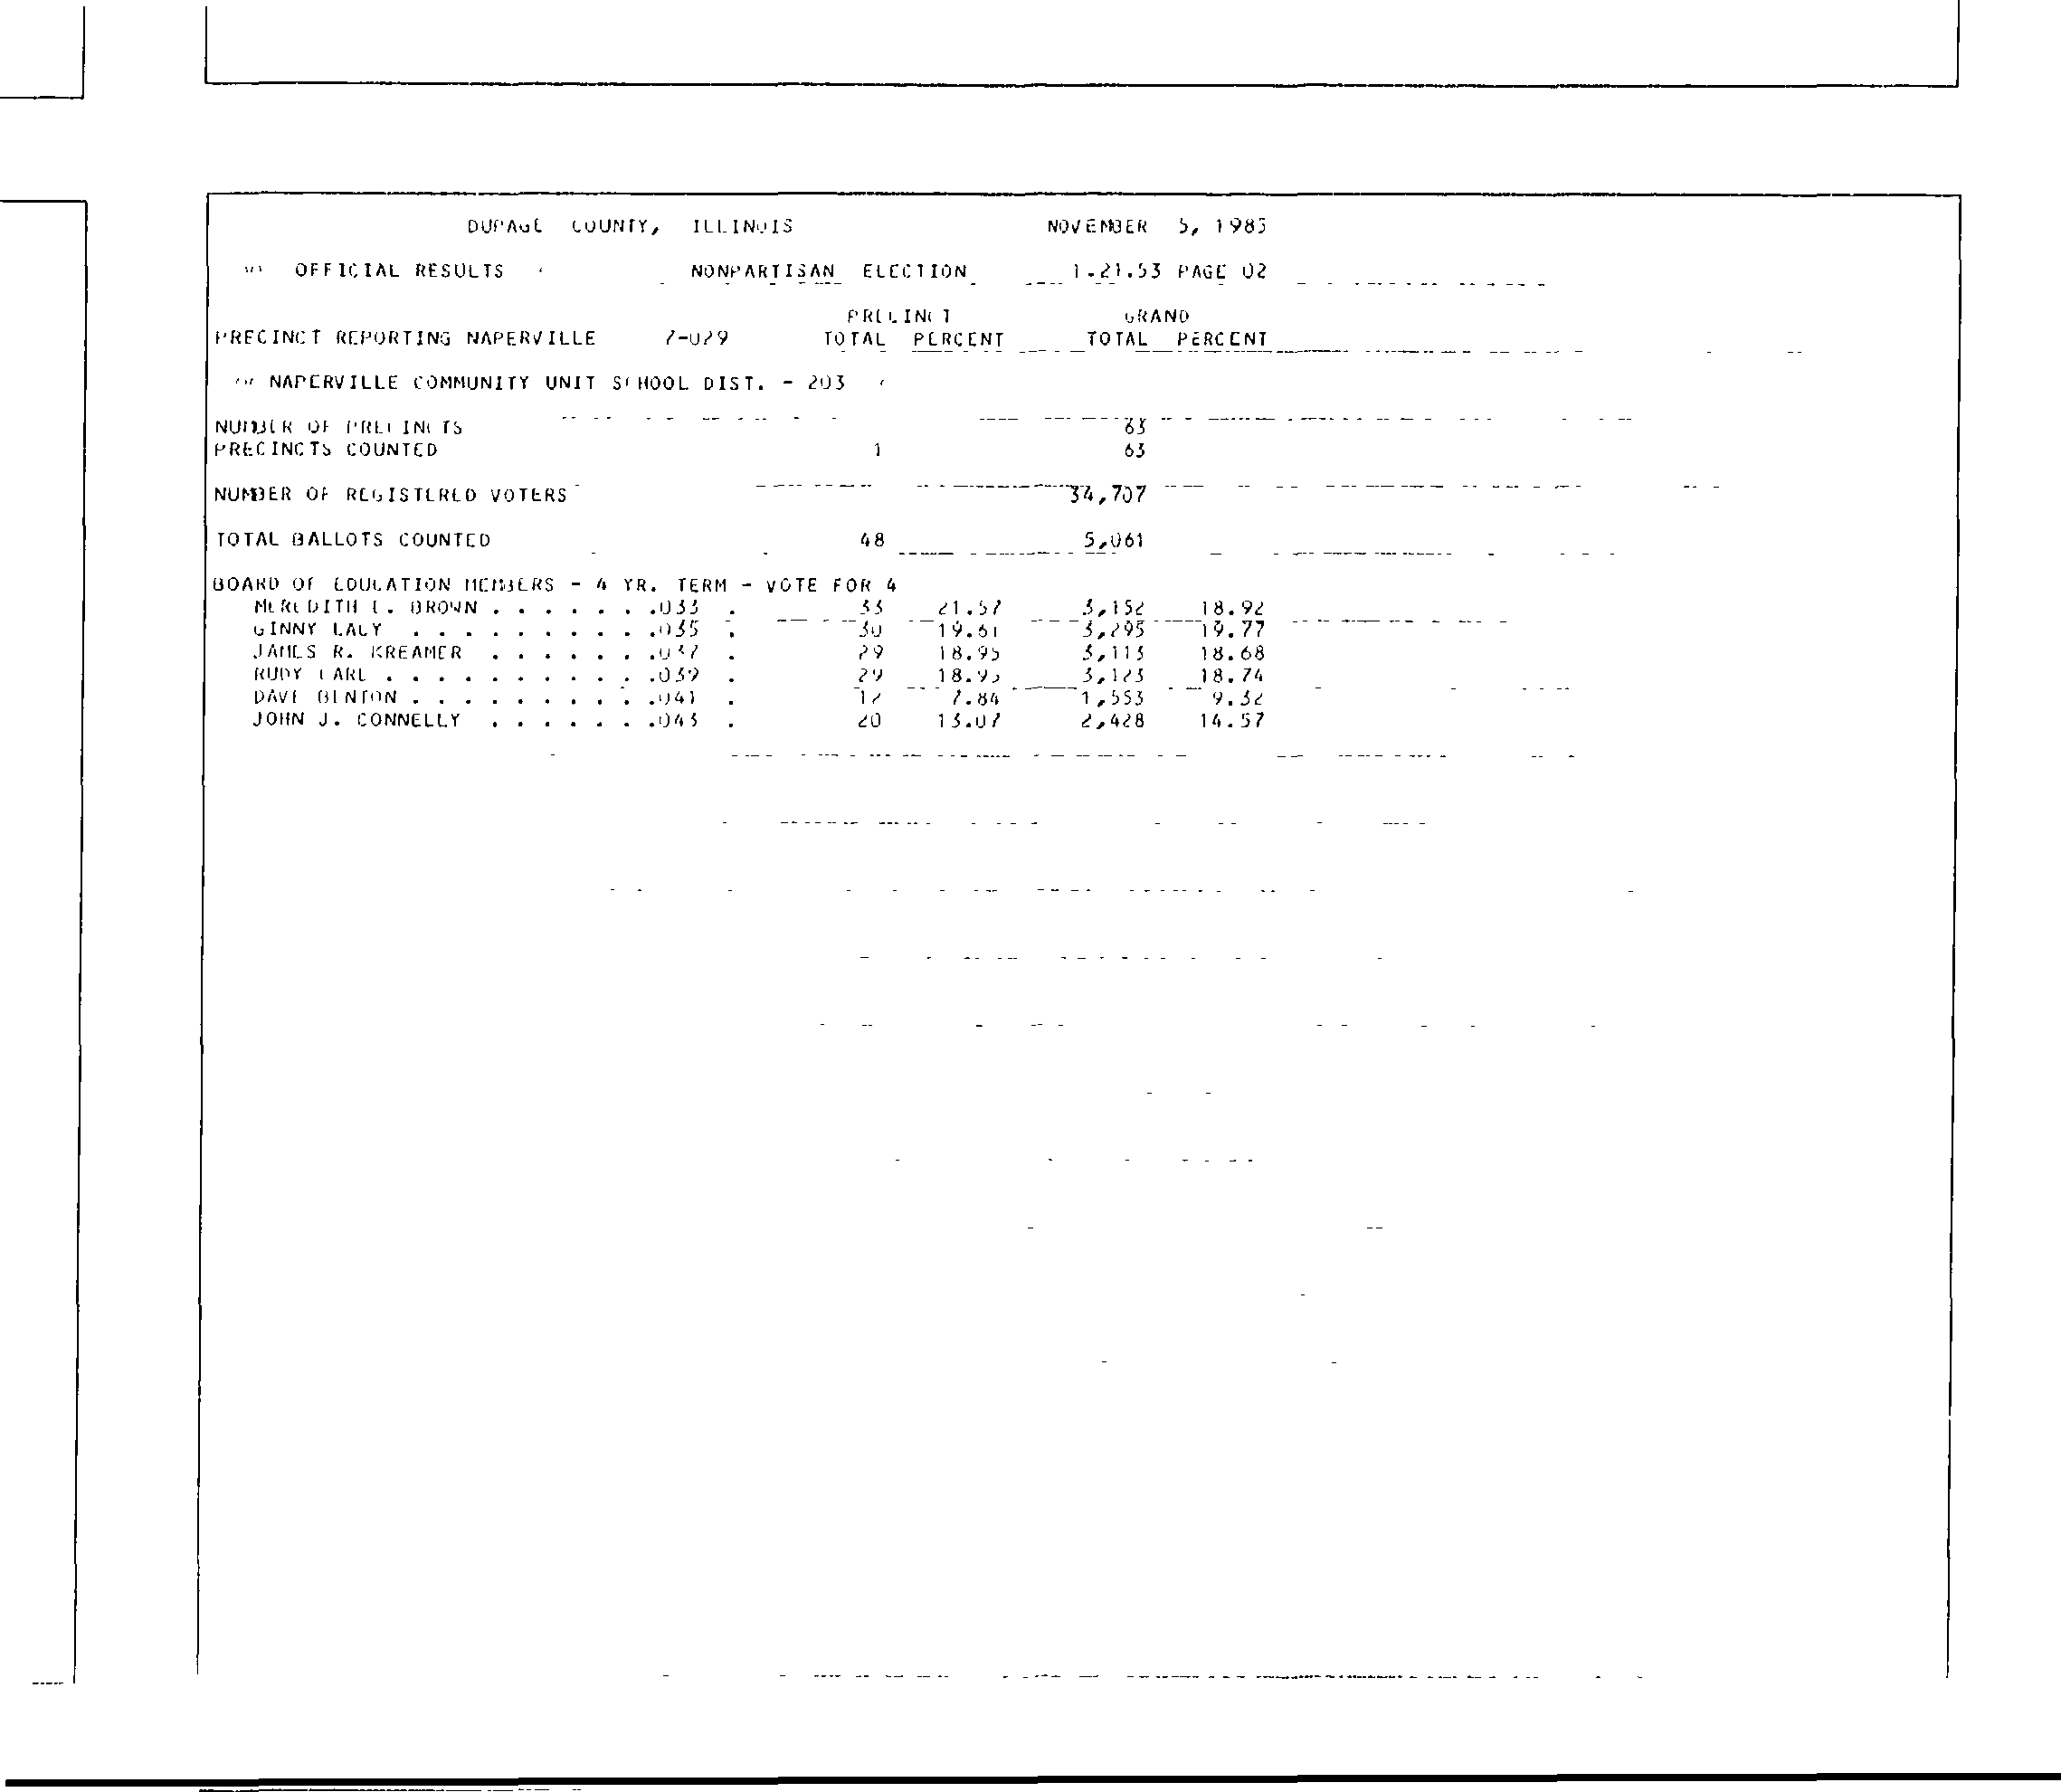 DUPAGE COUNTY, ILLINOIS NOVEMBER 5, 1985
OFFICIAL RESULTS NONPARTISAN ELECTION 1.21.53 PAGE 02
PRECINCT GRAND
PRECINCT REPORTING NAPERVILLE 7-029 TOTAL PERCENT TOTAL PERCENT
NAPERVILLE COMMUNITY UNIT SCHOOL DIST. - 203
NUMBER OF PRECINCTS 63
PRECINCTS COUNTED 1 63
NUMBER OF REGISTERED VOTERS 34,707
TOTAL BALLOTS COUNTED 48 5,061
BOARD OF EDUCATION MEMBERS - 4 YR. TERM - VOTE FOR 4
MEREDITH E. BROWN . . . . . . .033 . 33 21.57 3,152 18.92
GINNY LACY . . . . . . . . . .035 . 30 19.61 3,295 19.77
JAMES R. KREAMER . . . . . . .037 . 29 18.95 3,113 18.68
RUDY CARL . . . . . . . . . . .039 . 29 18.95 3,123 18.74
DAVE BENTON . . . . . . . . . .041 . 12 7.84 1,553 9.32
JOHN J. CONNELLY . . . . . . .043 . 20 13.07 2,428 14.57